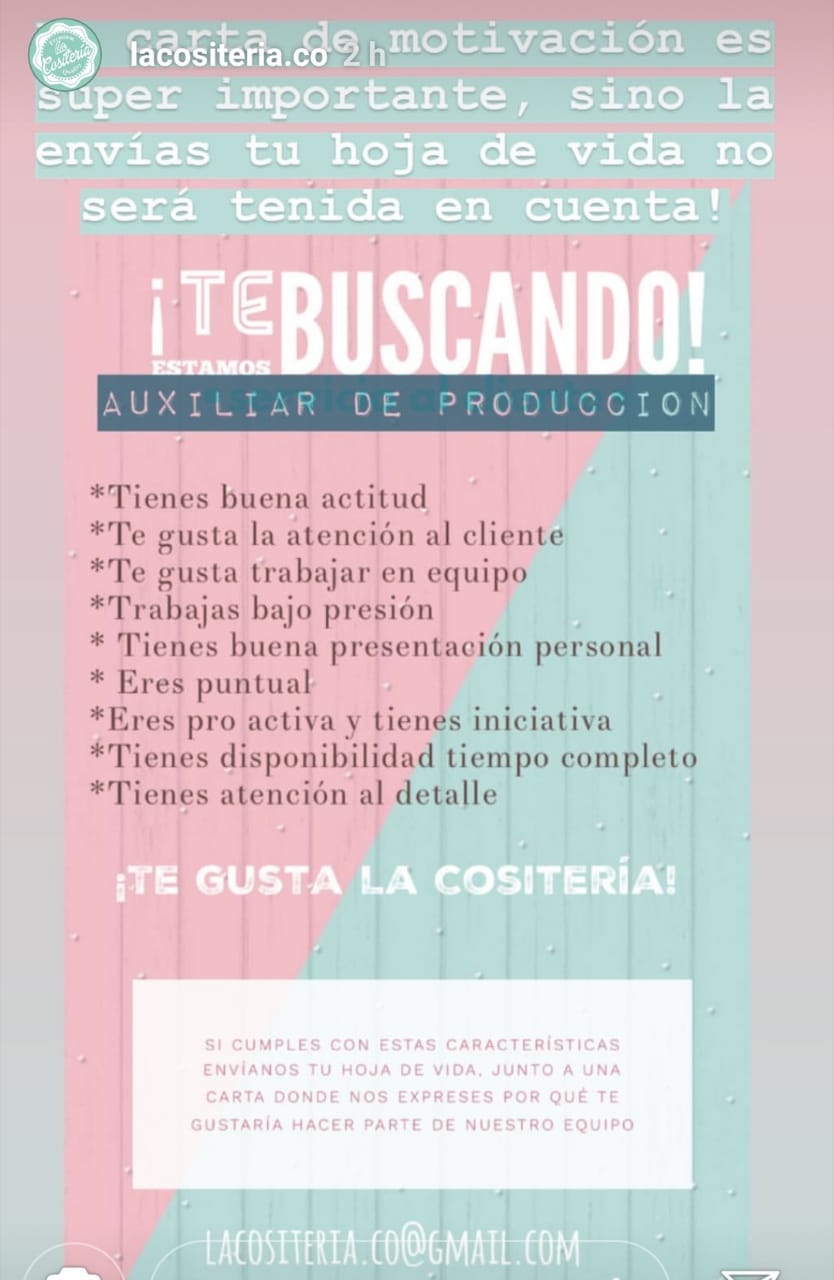 carta de motivación es
lacositeria.co 2 h
super importante, sino la
envías tu hoja de vida no
será tenida en cuenta!
¡TE BUSCANDO!
ESTAMOS
AUXILIAR DE PRODUCCION
*Tienes buena actitud
*Te gusta la atención al cliente
*Te gusta trabajar en equipo
*Trabajas bajo presión
* Tienes buena presentación personal
* Eres puntual
*Eres pro activa y tienes iniciativa
*Tienes disponibilidad tiempo completo
*Tienes atención al detalle
¡TE GUSTA LA COSITERÍA!
SI CUMPLES CON ESTAS CARACTERÍSTICAS
ENVÍANOS TU HOJA DE VIDA, JUNTO A UNA
CARTA DONDE NOS EXPRESES POR QUÉ TE
GUSTARÍA HACER PARTE DE NUESTRO EQUIPO
LACOSITERIA.CO@GMAIL.COM